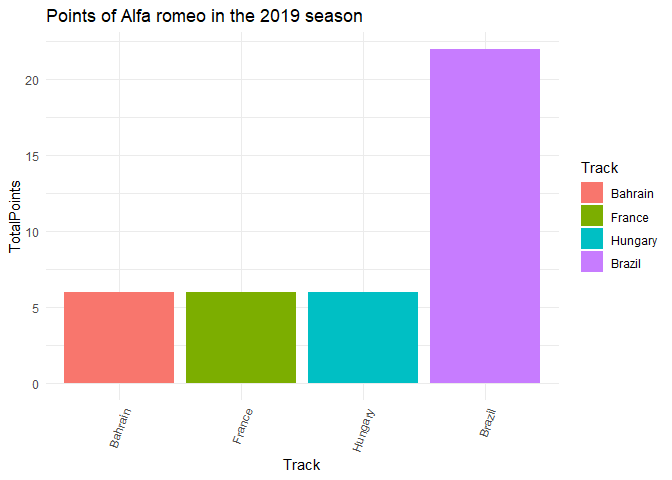 Points of Alfa romeo in the 2019 season
TotalPoints
20
15
10
5
0
Bahrain
France
Hungary
Brazil
Track
Track
Bahrain
France
Hungary
Brazil